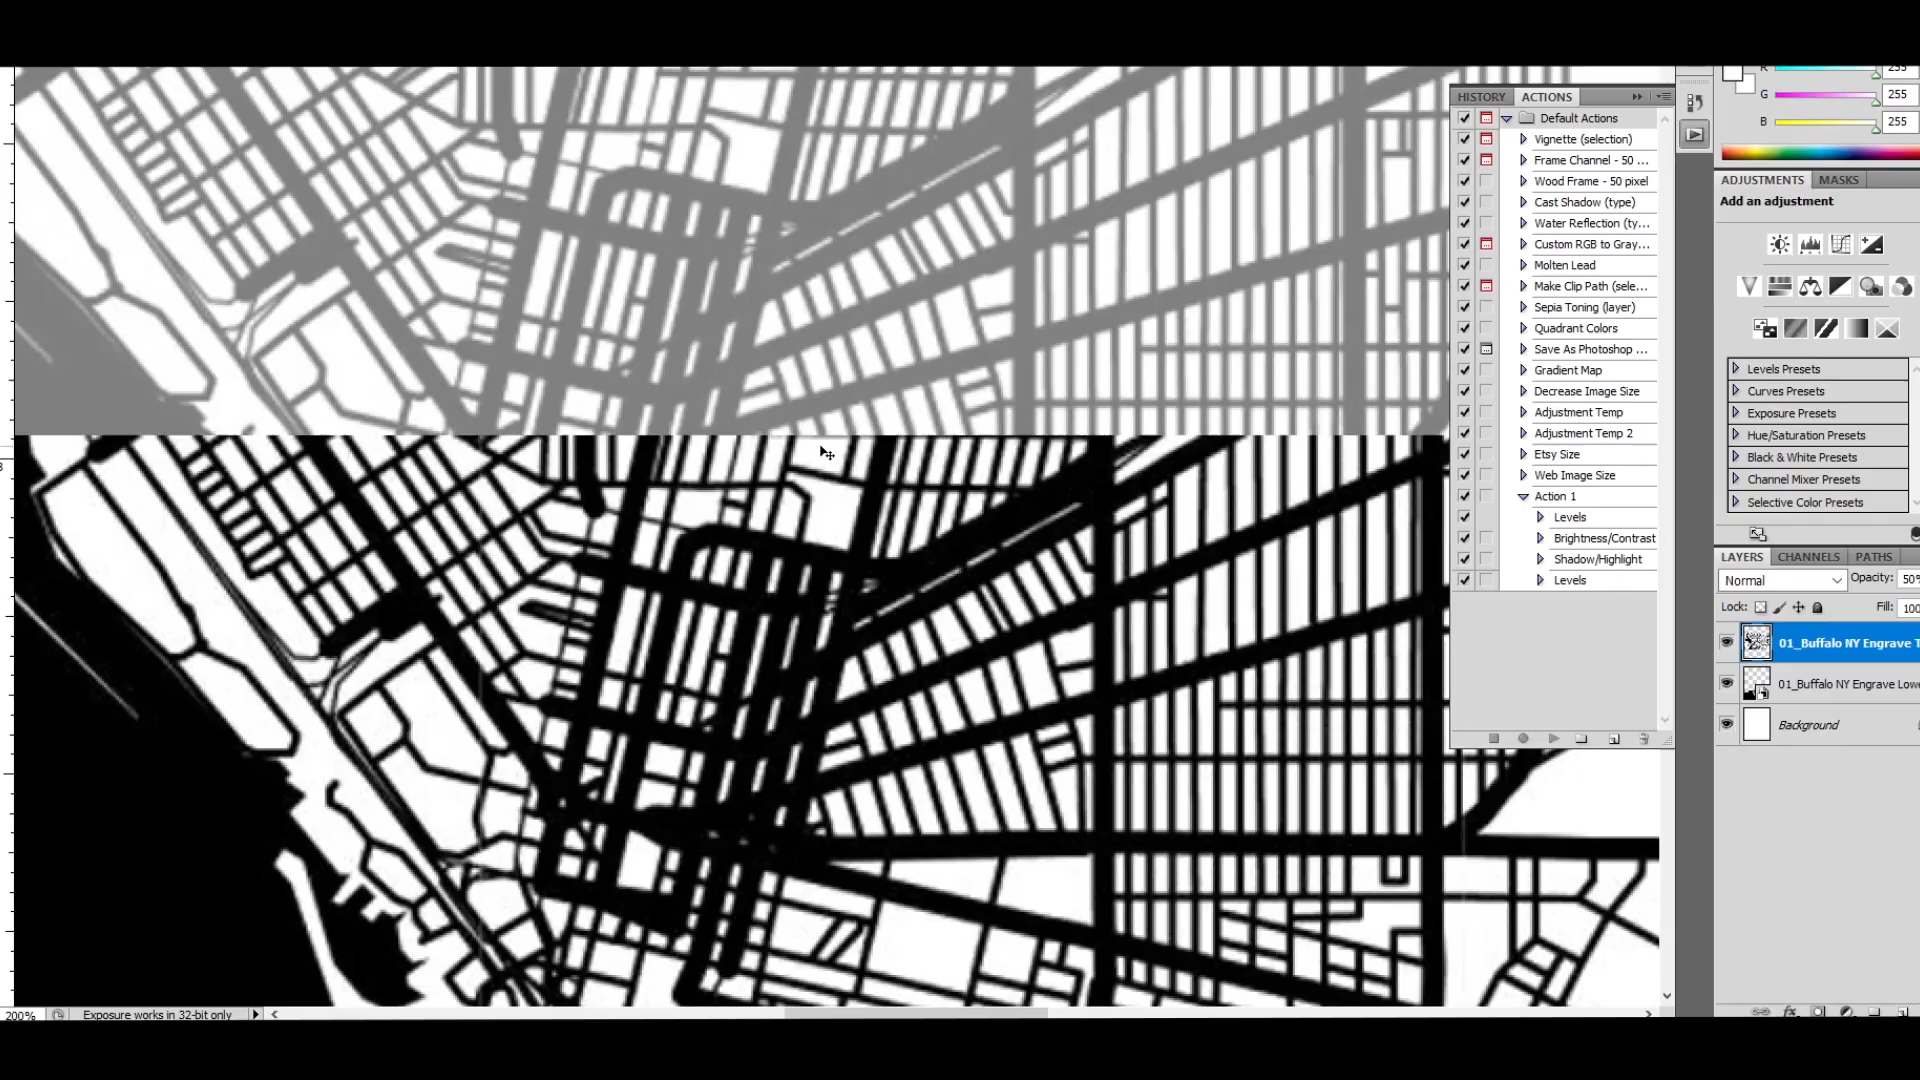 HISTORY ACTIONS
Default Actions
Vignette (selection)
Frame Channel - 50 ...
Wood Frame - 50 pixel
Cast Shadow (type)
Water Reflection (ty...
Custom RGB to Gray...
Molten Lead
Make Clip Path (sele...
Sepia Toning (layer)
Quadrant Colors
Save As Photoshop ...
Gradient Map
Decrease Image Size
Adjustment Temp
Adjustment Temp 2
Etsy Size
Web Image Size
Action 1
Levels
Brightness/Contrast
Shadow/Highlight
Levels
R 255
G 255
B 255
ADJUSTMENTS MASKS
Add an adjustment
Levels Presets
Curves Presets
Exposure Presets
Hue/Saturation Presets
Black & White Presets
Channel Mixer Presets
Selective Color Presets
LAYERS CHANNELS PATHS
Normal Opacity: 50%
Lock: Fill: 100
01_Buffalo NY Engrave T
01_Buffalo NY Engrave Lowe
Background
200% Exposure works in 32-bit only